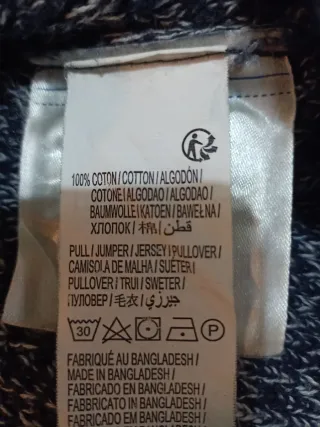 100% COTON / COTTON / ALGODÓN /
COTONE / ALGODAO / ALGODAO /
BAUMWOLLE / KATOEN / BAWEŁNA /
ХЛОПОК / 棉 / قطن /
PULL / JUMPER / JERSEY / PULLOVER /
CAMISOLA DE MALHA / SUÉTER /
PULLOVER / TRUI / SWETER /
ПУЛОВЕР / 毛衣 / جيرزي /
30 P
FABRIQUÉ AU BANGLADESH /
MADE IN BANGLADESH /
FABRICADO EN BANGLADESH /
FABBRICATO IN BANGLADESH /
FABRICADO EM BANGLADESH /